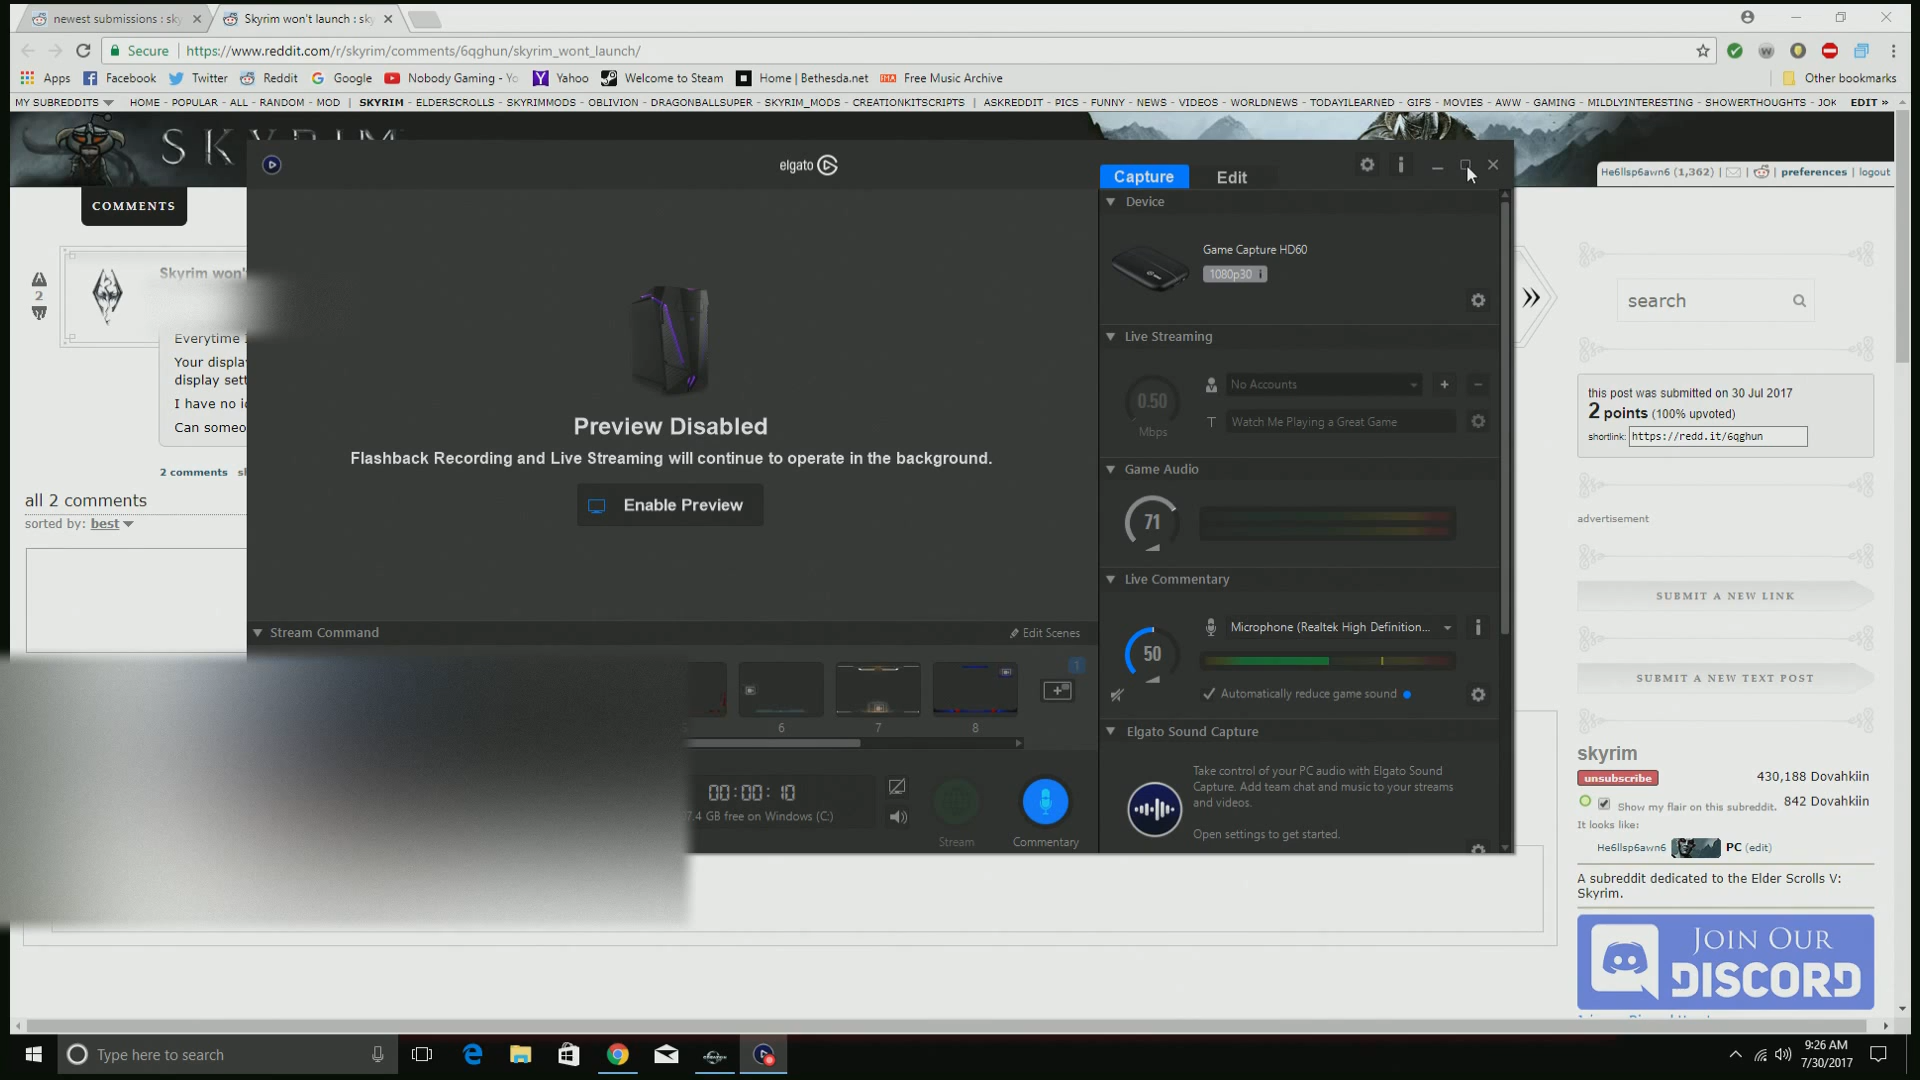 newest submissions : sky
Skyrim won't launch : sky
Secure
https://www.reddit.com/r/skyrim/comments/6qghun/skyrim_wont_launch/
Apps
Facebook
Twitter
Reddit
Google
Nobody Gaming - Yo
Yahoo
Welcome to Steam
Home | Bethesda.net
Free Music Archive
Other bookmarks
MY SUBREDDITS HOME - POPULAR - ALL - RANDOM - MOD | SKYRIM - ELDERSCROLLS - SKYRIMMODS - OBLIVION - DRAGONBALLSUPER - SKYRIM_MODS - CREATIONKITSCRIPTS | ASKREDDIT - PICS - FUNNY - NEWS - VIDEOS - WORLDNEWS - TODAYILEARNED - GIFS - MOVIES - AWW - GAMING - MILDLYINTERESTING - SHOWERTHOUGHTS - JOK EDIT »
SKYRIM
He6llsp6awn6 (1,362) | | preferences | logout
COMMENTS
elgato
Capture
Edit
Device
Game Capture HD60
1080p30 i
Skyrim won'
2
Everytime
Your displa
display sett
I have no i
Can someo
2 comments
all 2 comments
sorted by: best
Preview Disabled
Flashback Recording and Live Streaming will continue to operate in the background.
Enable Preview
Live Streaming
0.50
Mbps
No Accounts
Watch Me Playing a Great Game
Game Audio
71
Live Commentary
50
Microphone (Realtek High Definition...
Automatically reduce game sound
Stream Command
Edit Scenes
1
6
7
8
00:00:10
7.4 GB free on Windows (C:)
Stream
Commentary
Elgato Sound Capture
Take control of your PC audio with Elgato Sound
Capture. Add team chat and music to your streams
and videos.
Open settings to get started.
search
this post was submitted on 30 Jul 2017
2 points (100% upvoted)
shortlink: https://redd.it/6qghun
advertisement
SUBMIT A NEW LINK
SUBMIT A NEW TEXT POST
skyrim
unsubscribe
430,188 Dovahkiin
842 Dovahkiin
Show my flair on this subreddit.
It looks like:
He6llsp6awn6
PC (edit)
A subreddit dedicated to the Elder Scrolls V:
Skyrim.
JOIN OUR
DISCORD
Type here to search
9:26 AM
7/30/2017